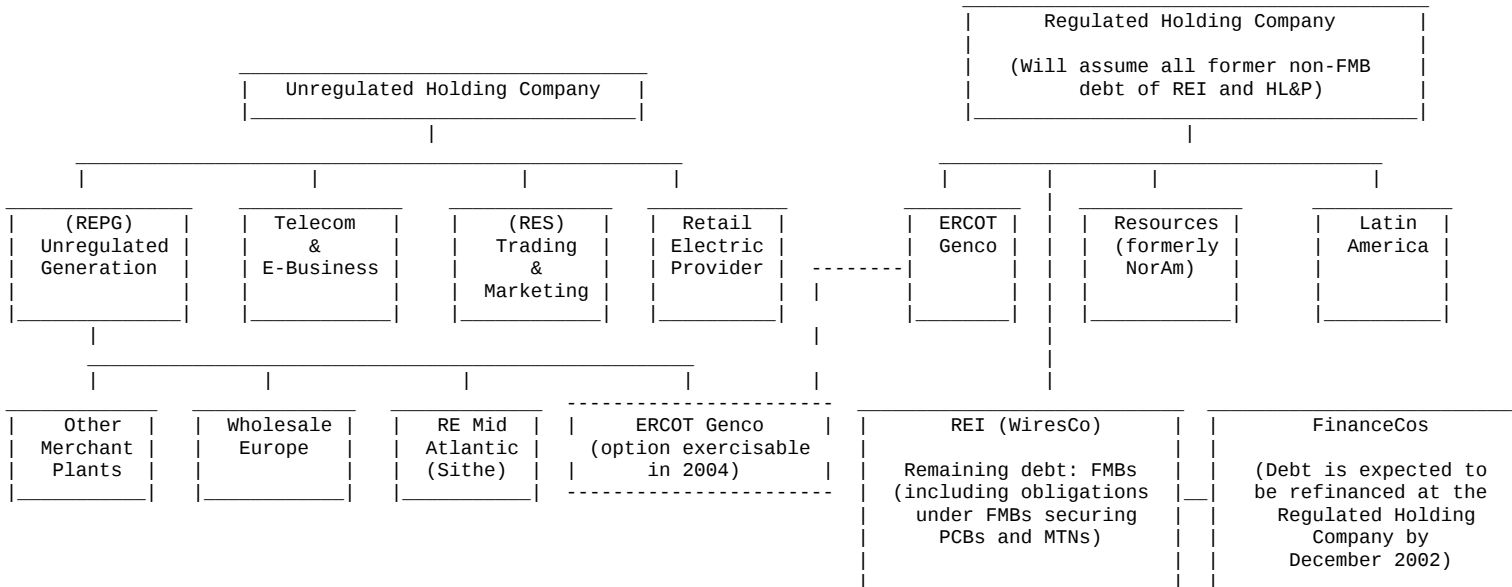 Regulated Holding Company
(Will assume all former non-FMB
debt of REI and HL&P)
Unregulated Holding Company
(REPG)
Unregulated
Generation
Telecom
&
E-Business
(RES)
Trading
&
Marketing
Retail
Electric
Provider
ERCOT
Genco
Resources
(formerly
NorAm)
Latin
America
Other
Merchant
Plants
Wholesale
Europe
RE Mid
Atlantic
(Sithe)
ERCOT Genco
(option exercisable
in 2004)
REI (WiresCo)
Remaining debt: FMBs
(including obligations
under FMBs securing
PCBs and MTNs)
FinanceCos
(Debt is expected to
be refinanced at the
Regulated Holding
Company by
December 2002)